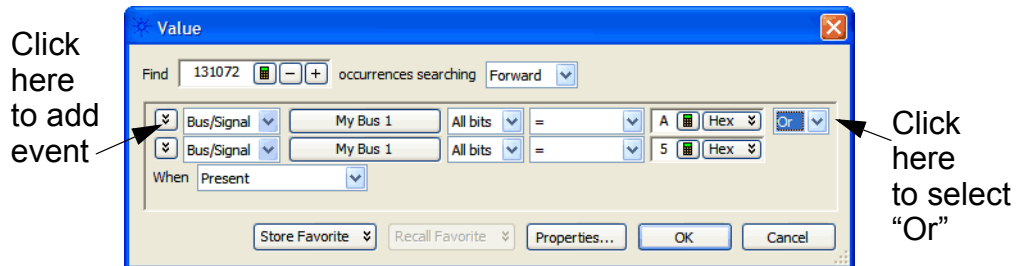 Value
Click
here
to add
event
Find 131072 − + occurrences searching Forward
Bus/Signal My Bus 1 All bits = A Hex Or
Bus/Signal My Bus 1 All bits = 5 Hex
When Present
Store Favorite Recall Favorite Properties... OK Cancel
Click
here
to select
“Or”